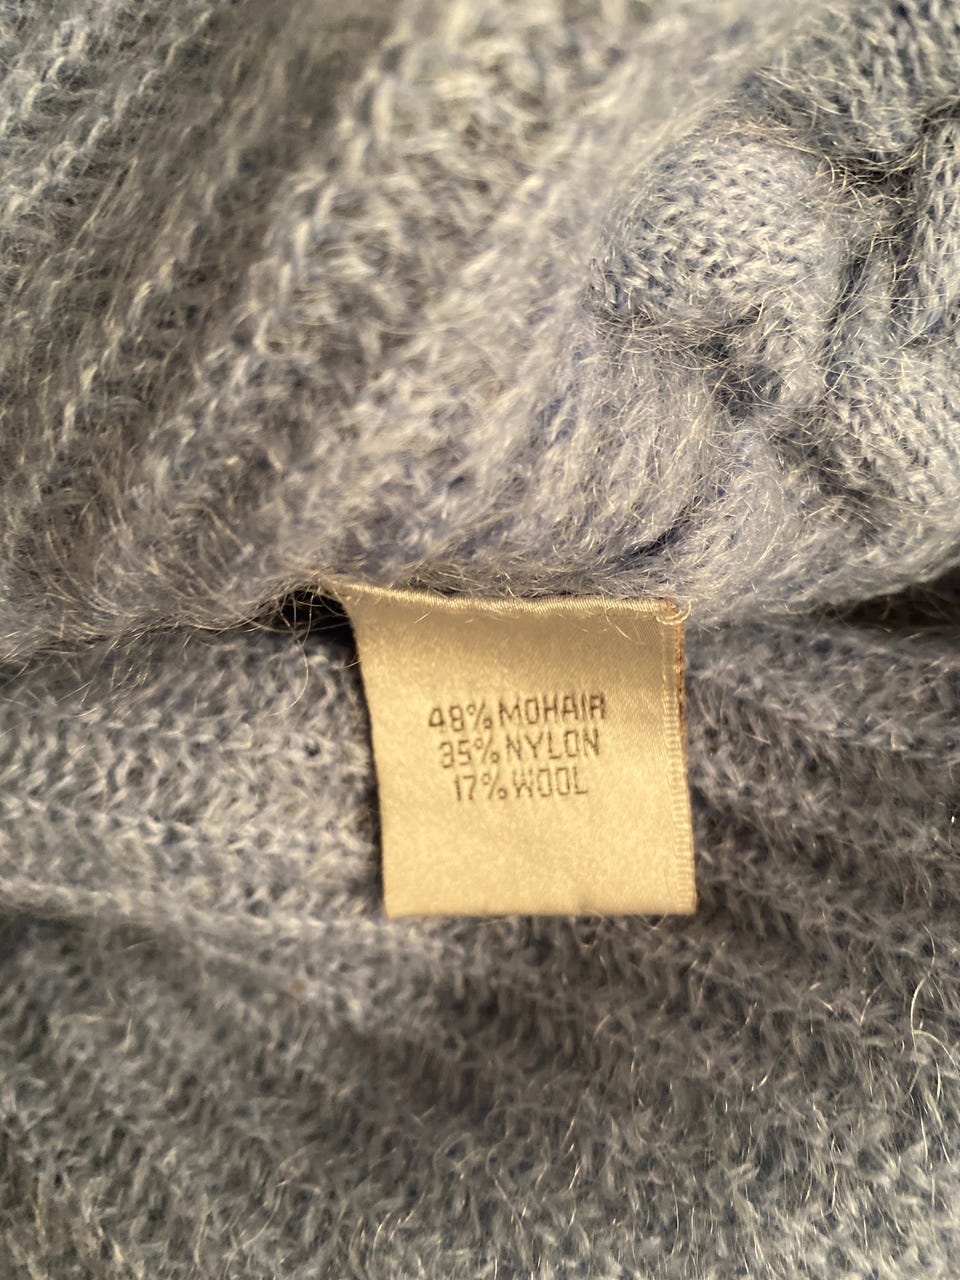 48% MOHAIR
35% NYLON
17% WOOL